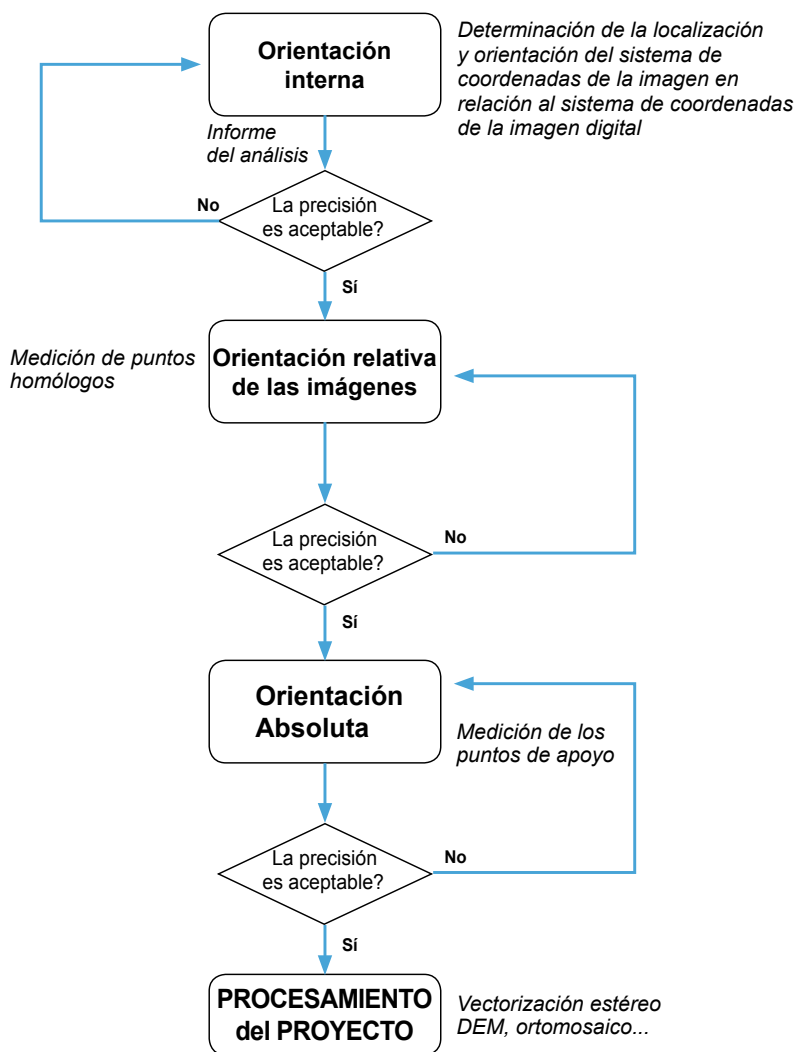 Orientación
interna
Determinación de la localización
y orientación del sistema de
coordenadas de la imagen en
relación al sistema de coordenadas
de la imagen digital
Informe
del análisis
No
La precisión
es aceptable?
Sí
Medición de puntos
homólogos
Orientación relativa
de las imágenes
La precisión
es aceptable?
No
Sí
Orientación
Absoluta
Medición de los
puntos de apoyo
La precisión
es aceptable?
No
Sí
PROCESAMIENTO
del PROYECTO
Vectorización estéreo
DEM, ortomosaico...